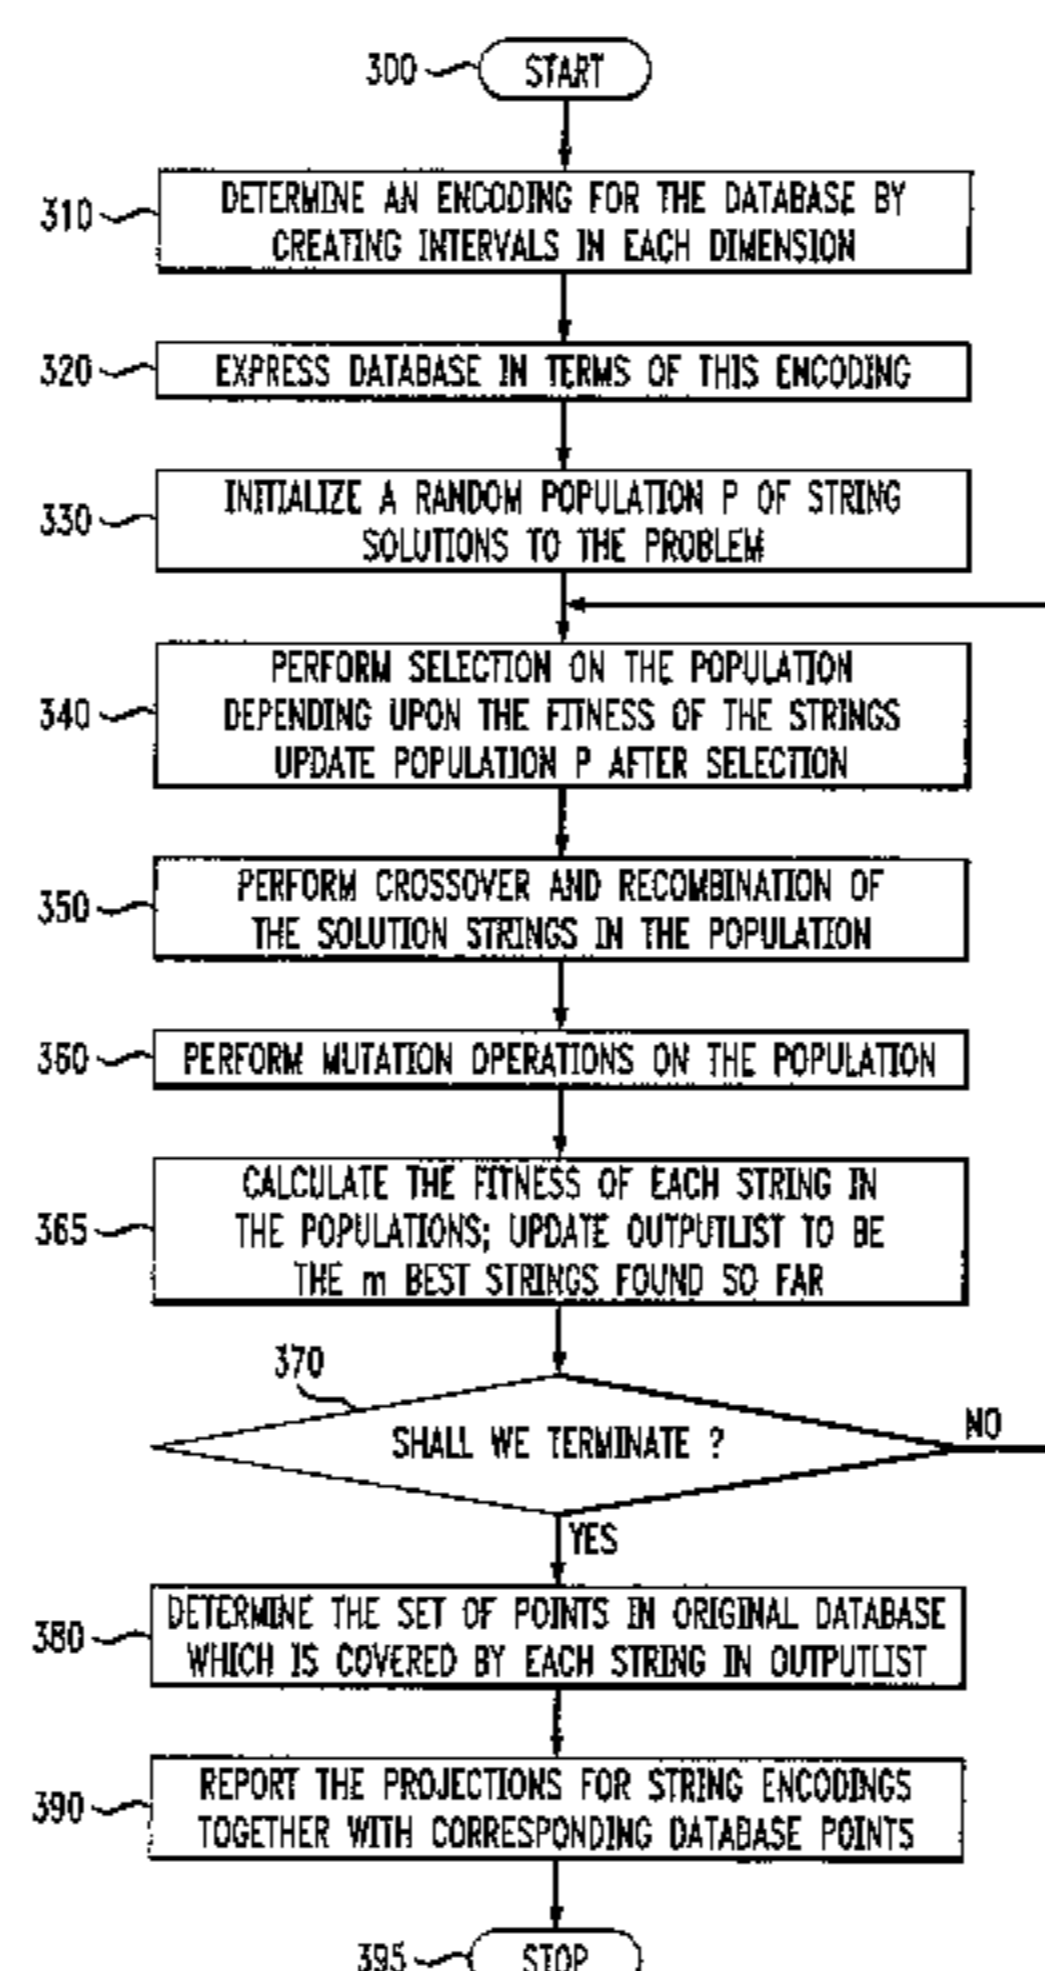 300
START
310
DETERMINE AN ENCODING FOR THE DATABASE BY
CREATING INTERVALS IN EACH DIMENSION
320
EXPRESS DATABASE IN TERMS OF THIS ENCODING
330
INITIALIZE A RANDOM POPULATION P OF STRING
SOLUTIONS TO THE PROBLEM
340
PERFORM SELECTION ON THE POPULATION
DEPENDING UPON THE FITNESS OF THE STRINGS
UPDATE POPULATION P AFTER SELECTION
350
PERFORM CROSSOVER AND RECOMBINATION OF
THE SOLUTION STRINGS IN THE POPULATION
360
PERFORM MUTATION OPERATIONS ON THE POPULATION
365
CALCULATE THE FITNESS OF EACH STRING IN
THE POPULATIONS; UPDATE OUTPUTLIST TO BE
THE m BEST STRINGS FOUND SO FAR
370
SHALL WE TERMINATE ?
NO
YES
380
DETERMINE THE SET OF POINTS IN ORIGINAL DATABASE
WHICH IS COVERED BY EACH STRING IN OUTPUTLIST
390
REPORT THE PROJECTIONS FOR STRING ENCODINGS
TOGETHER WITH CORRESPONDING DATABASE POINTS
395
STOP